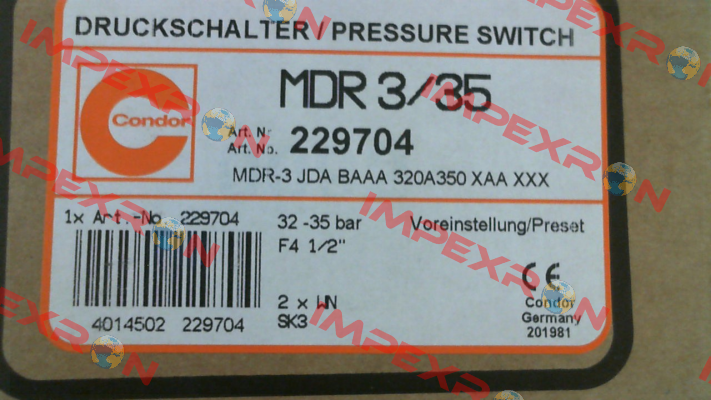 DRUCKSCHALTER / PRESSURE SWITCH
Condor
MDR 3/35
Art. Nr.
Art. No. 229704
MDR-3 JDA BAAA 320A350 XAA XXX
1x Art.-No. 229704
32 -35 bar
Voreinstellung/Preset
F4 1/2"
CE
2 x WN
SK3
Condor
Germany
201981
4014502 229704
IMPEXRON